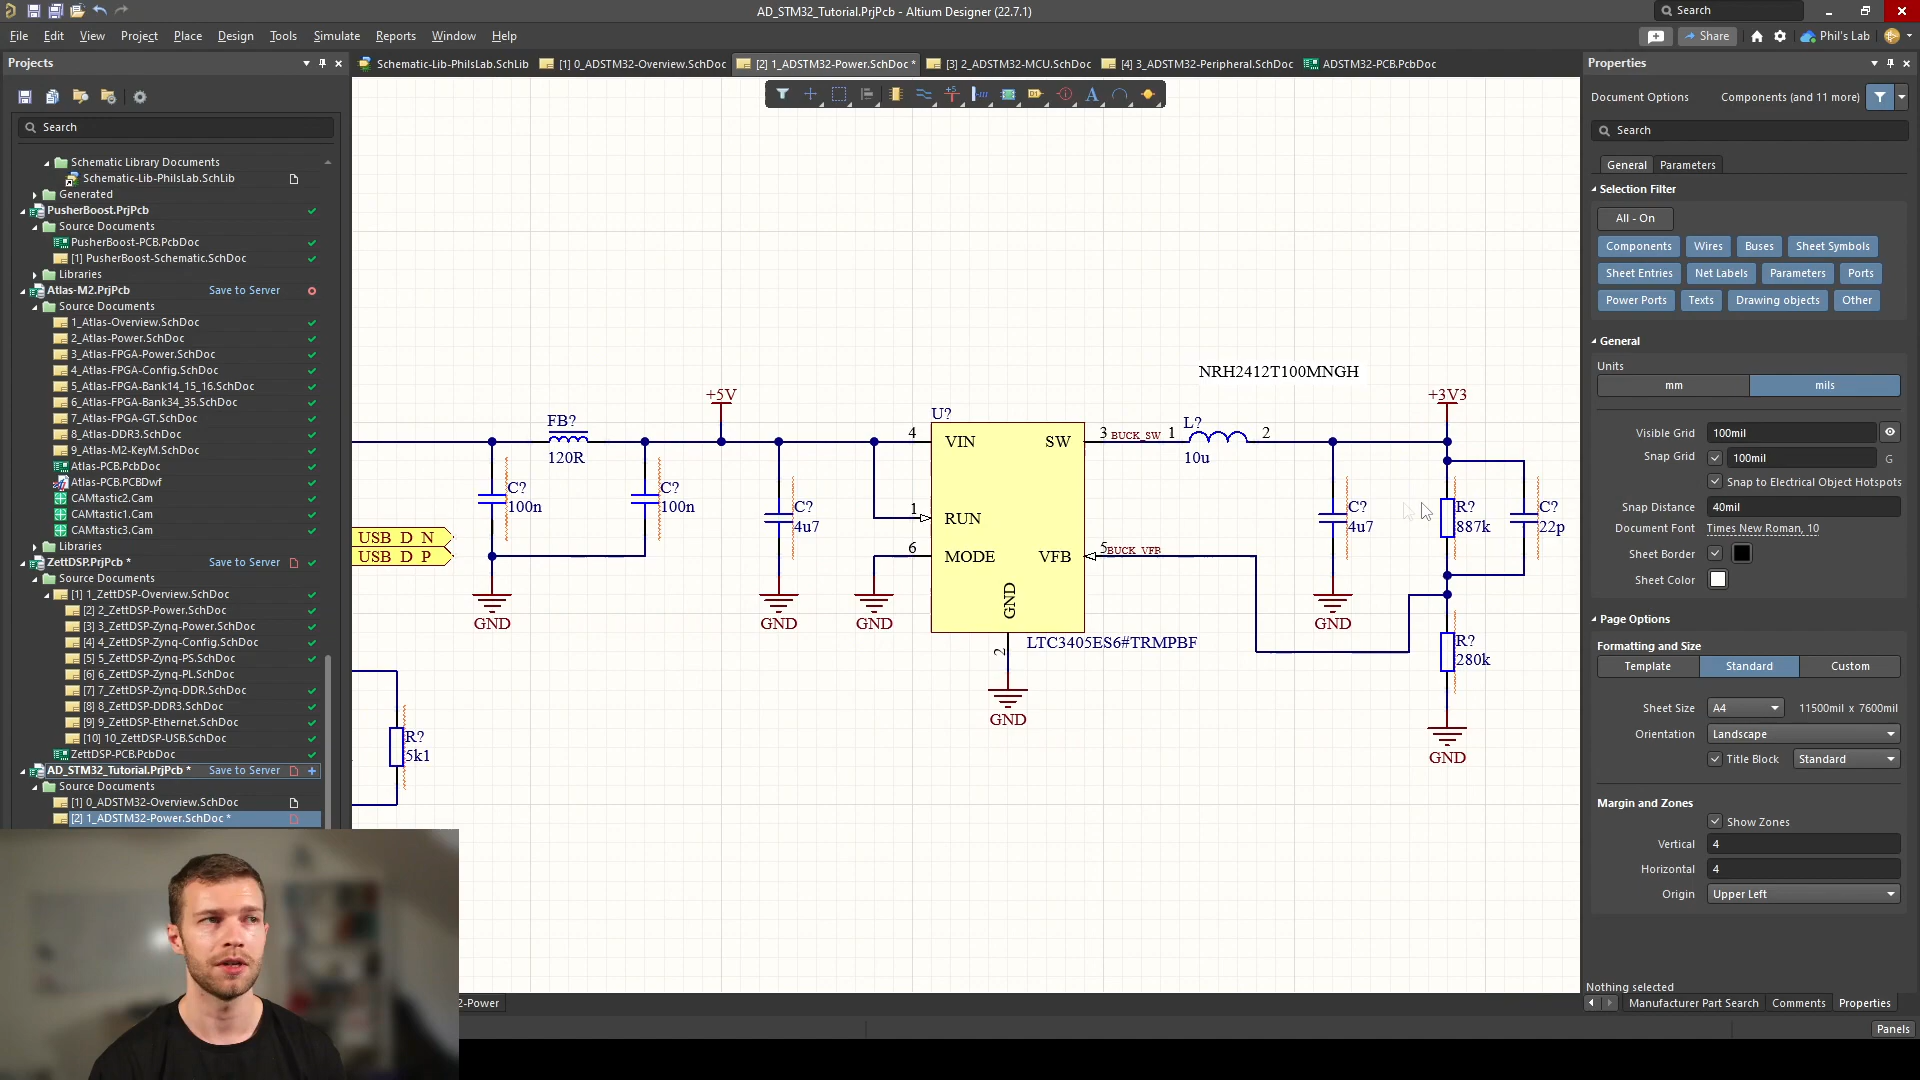 AD_STM32_Tutorial.PrjPcb - Altium Designer (22.7.1)
Search
File Edit View Project Place Design Tools Simulate Reports Window Help
Share
Phil's Lab
Projects
Schematic-Lib-PhilsLab.SchLib
[1] 0_ADSTM32-Overview.SchDoc
[2] 1_ADSTM32-Power.SchDoc *
[3] 2_ADSTM32-MCU.SchDoc
[4] 3_ADSTM32-Peripheral.SchDoc
ADSTM32-PCB.PcbDoc
Search
Schematic Library Documents
Schematic-Lib-PhilsLab.SchLib
Generated
PusherBoost.PrjPcb
Source Documents
PusherBoost-PCB.PcbDoc
[1] PusherBoost-Schematic.SchDoc
Libraries
Atlas-M2.PrjPcb Save to Server
Source Documents
1_Atlas-Overview.SchDoc
2_Atlas-Power.SchDoc
3_Atlas-FPGA-Power.SchDoc
4_Atlas-FPGA-Config.SchDoc
5_Atlas-FPGA-Bank14_15_16.SchDoc
6_Atlas-FPGA-Bank34_35.SchDoc
7_Atlas-FPGA-GT.SchDoc
8_Atlas-DDR3.SchDoc
9_Atlas-KeyM.SchDoc
Atlas-PCB.PcbDoc
Atlas-PCB.PCBDwf
CAMtastic2.Cam
CAMtastic1.Cam
CAMtastic3.Cam
Libraries
ZettDSP.PrjPcb * Save to Server
Source Documents
[1] 1_ZettDSP-Overview.SchDoc
[2] 2_ZettDSP-Power.SchDoc
[3] 3_ZettDSP-Zynq-Power.SchDoc
[4] 4_ZettDSP-Zynq-Config.SchDoc
[5] 5_ZettDSP-Zynq-PS.SchDoc
[6] 6_ZettDSP-Zynq-PL.SchDoc
[7] 7_ZettDSP-Zynq-DDR.SchDoc
[8] 8_ZettDSP-DDR3.SchDoc
[9] 9_ZettDSP-Ethernet.SchDoc
[10] 10_ZettDSP-USB.SchDoc
ZettDSP-PCB.PcbDoc
AD_STM32_Tutorial.PrjPcb * Save to Server
Source Documents
[1] 0_ADSTM32-Overview.SchDoc
[2] 1_ADSTM32-Power.SchDoc *
NRH2412T100MNGH
+5V
+3V3
FB?
120R
U?
4 VIN
SW 3 BUCK_SW 1
L?
10u
2
C?
100n
C?
100n
C?
4u7
1 RUN
6 MODE
VFB 5 BUCK_VFB
GND
2
LTC3405ES6#TRMPBF
C?
4u7
R?
887k
C?
22p
R?
280k
USB_D_N
USB_D_P
GND
GND
GND
GND
GND
GND
R?
5k1
2-Power
Properties
Document Options Components (and 11 more)
Search
General Parameters
Selection Filter
All - On
Components Wires Buses Sheet Symbols
Sheet Entries Net Labels Parameters Ports
Power Ports Texts Drawing objects Other
General
Units
mm mils
Visible Grid 100mil
Snap Grid 100mil G
Snap to Electrical Object Hotspots
Snap Distance 40mil
Document Font Times New Roman, 10
Sheet Border
Sheet Color
Page Options
Formatting and Size
Template Standard Custom
Sheet Size A4 11500mil x 7600mil
Orientation Landscape
Title Block Standard
Margin and Zones
Show Zones
Vertical 4
Horizontal 4
Origin Upper Left
Nothing selected
Manufacturer Part Search Comments Properties
Panels